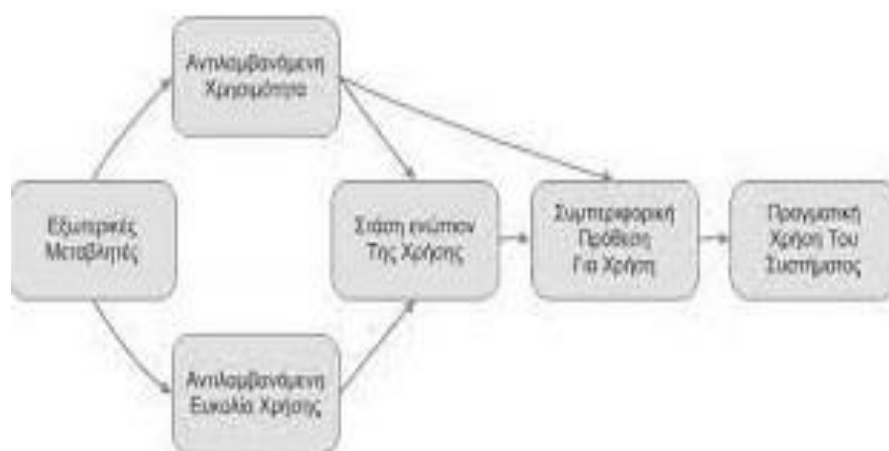 Αντιλαμβανόμενη
Χρησιμότητα
Εξωτερικές
Μεταβλητές
Στάση ενώπιον
Της Χρήσης
Συμπεριφορική
Πρόθεση
Για Χρήση
Πραγματική
Χρήση Του
Συστήματος
Αντιλαμβανόμενη
Ευκολία Χρήσης